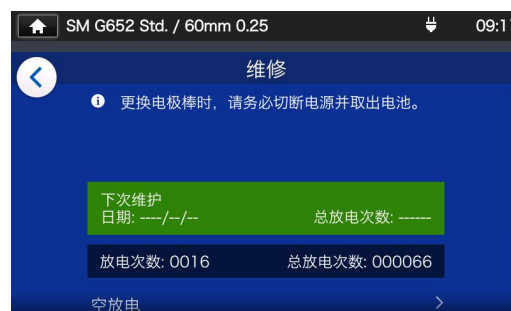 SM G652 Std. / 60mm 0.25
维修
更换电极棒时，请务必切断电源并取出电池。
下次维护
日期: ----/--/-- 总放电次数: ------
放电次数: 0016 总放电次数: 000066
空放电